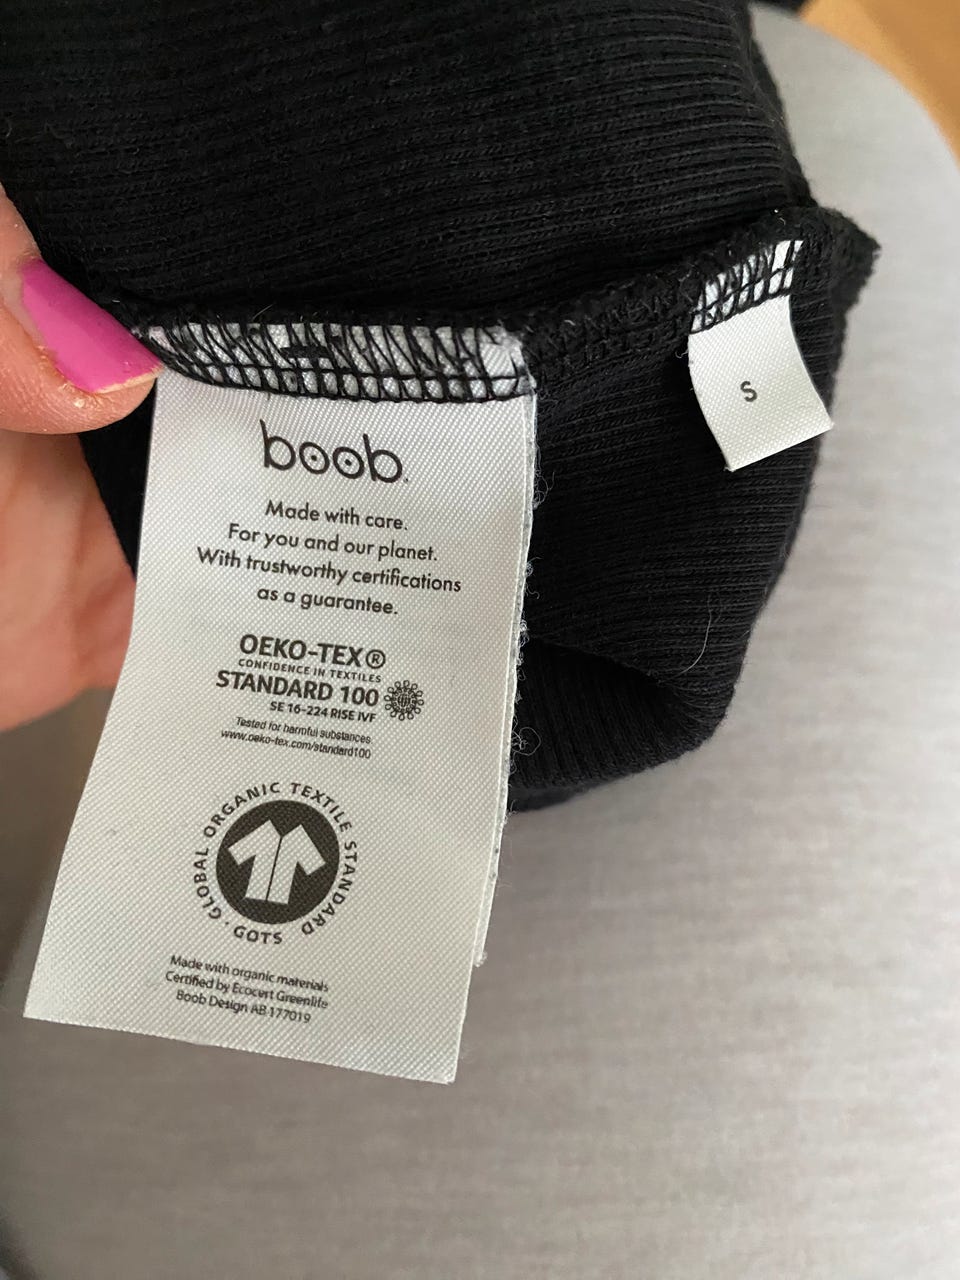 boob.
Made with care.
For you and our planet.
With trustworthy certifications
as a guarantee.
OEKO-TEX®
CONFIDENCE IN TEXTILES
STANDARD 100
SE 16-224 RISE IVF
Tested for harmful substances.
www.oeko-tex.com/standard100
GLOBAL ORGANIC TEXTILE STANDARD · GOTS ·
Made with organic materials
Certified by Ecocert Greenlife
Boob Design AB 177019
S